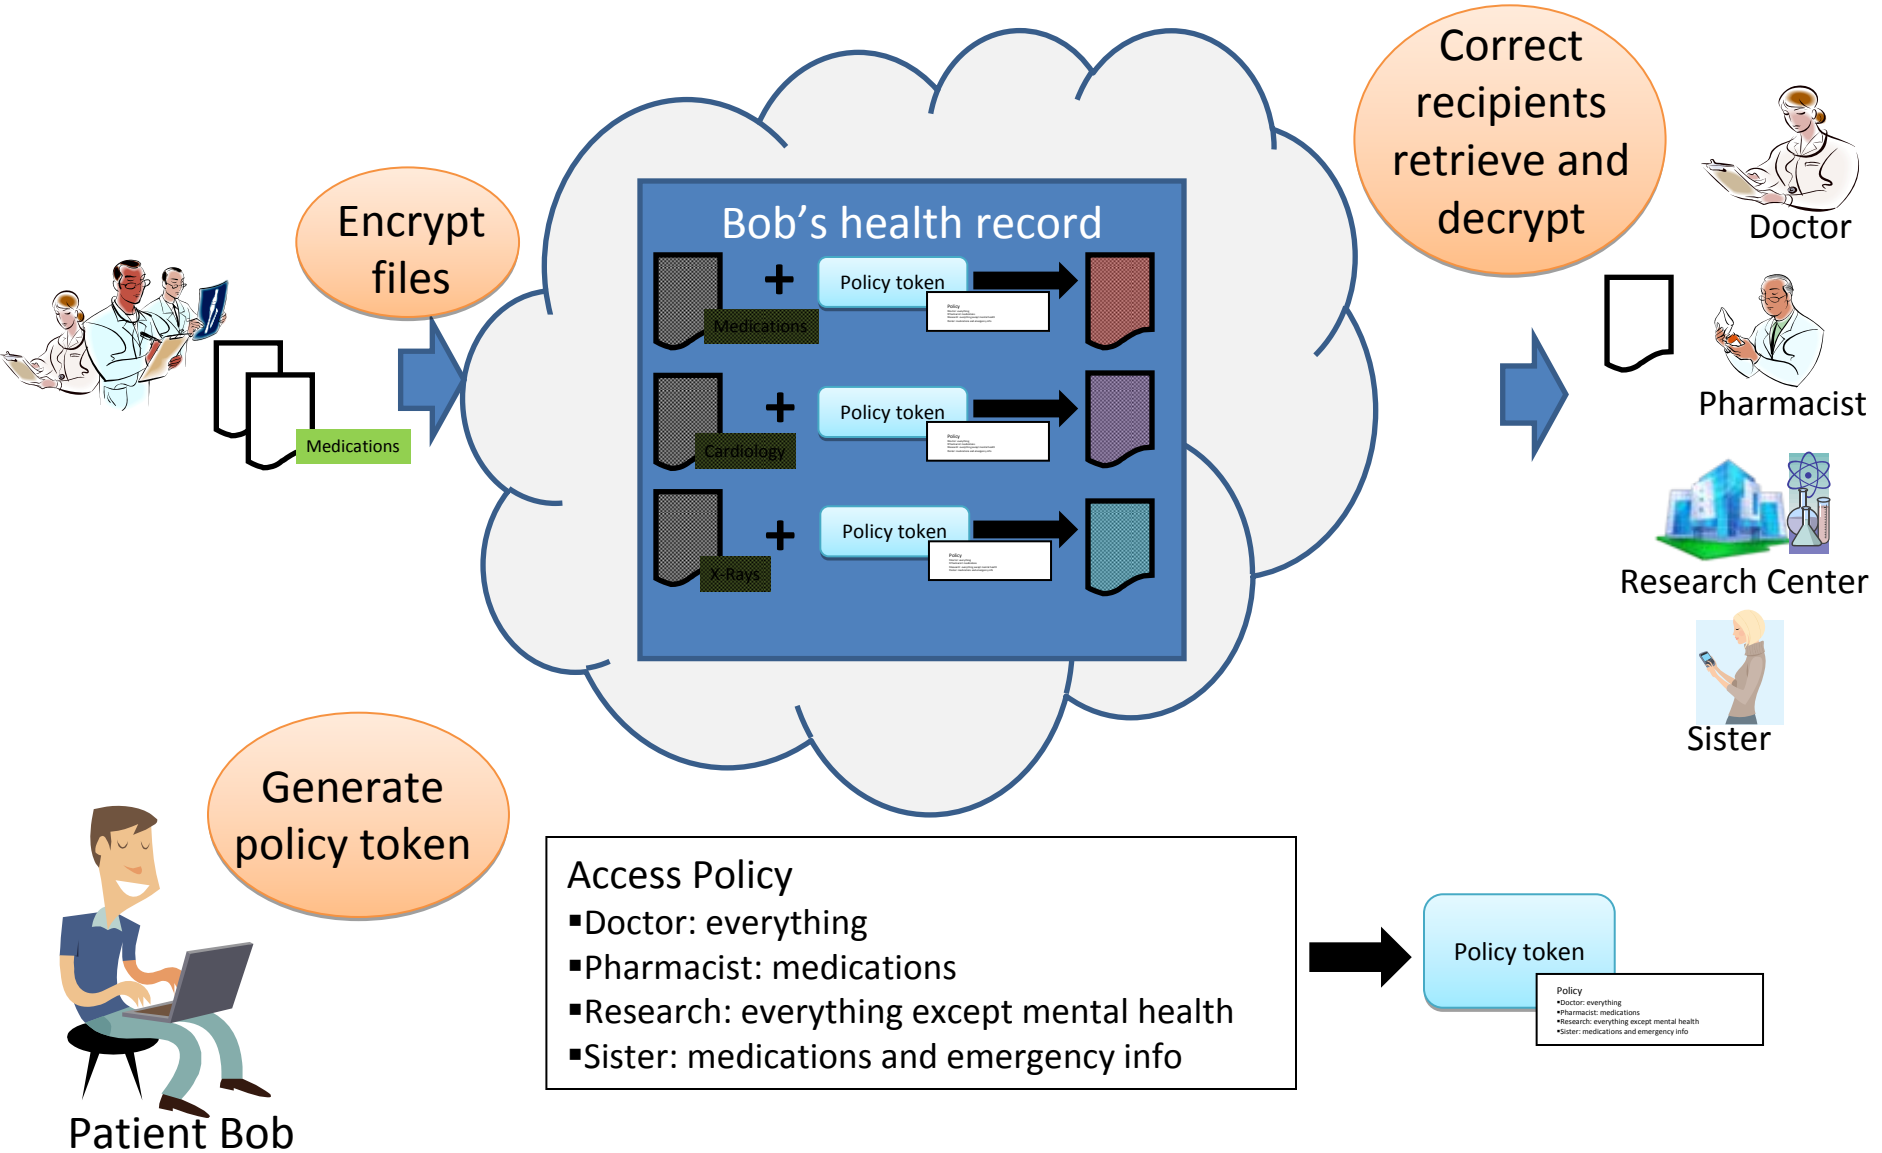 Correct
recipients
retrieve and
decrypt
Doctor
Encrypt
files
Bob's health record
Policy token
Medications
Policy
Medications
Pharmacist
Policy token
Policy
Cardiology
Policy token
Policy
X-Rays
Research Center
Sister
Generate
policy token
Access Policy
▪Doctor: everything
▪Pharmacist: medications
▪Research: everything except mental health
▪Sister: medications and emergency info
Policy token
Policy
▪Doctor: everything
▪Pharmacist: medications
▪Research: everything except mental health
▪Sister: medications and emergency info
Patient Bob